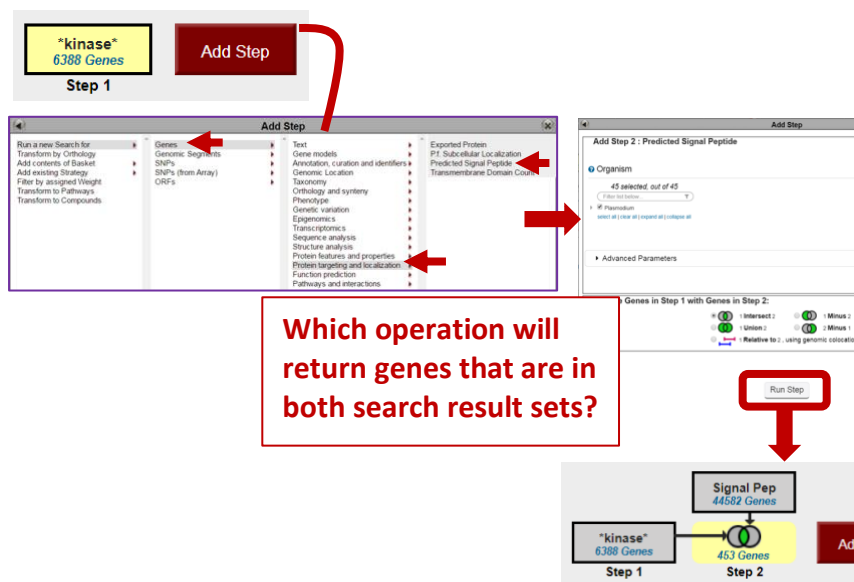 *kinase*
6388 Genes
Step 1
Add Step
Add Step
Run a new Search for
Transform by Orthology
Add contents of Basket
Add existing Strategy
Filter by assigned Weight
Transform to Pathways
Transform to Compounds
Genes
Genomic Segments
SNPs
SNPs (from Array)
ORFs
Text
Gene models
Annotation, curation and identifiers
Genomic Location
Taxonomy
Orthology and synteny
Phenotype
Genetic variation
Epigenomics
Transcriptomics
Sequence analysis
Structure analysis
Protein features and properties
Protein targeting and localization
Function prediction
Pathways and interactions
Exported Protein
P.f. Subcellular Localization
Predicted Signal Peptide
Transmembrane Domain Count
Add Step
Add Step 2 : Predicted Signal Peptide
Organism
45 selected, out of 45
Filter list below...
Plasmodium
select all | clear all | expand all | collapse all
Advanced Parameters
Genes in Step 1 with Genes in Step 2:
1 Intersect 2
1 Minus 2
1 Union 2
2 Minus 1
1 Relative to 2 , using genomic colocatio
Which operation will
return genes that are in
both search result sets?
Run Step
Signal Pep
44582 Genes
"kinase"
6388 Genes
Step 1
453 Genes
Step 2
Ad